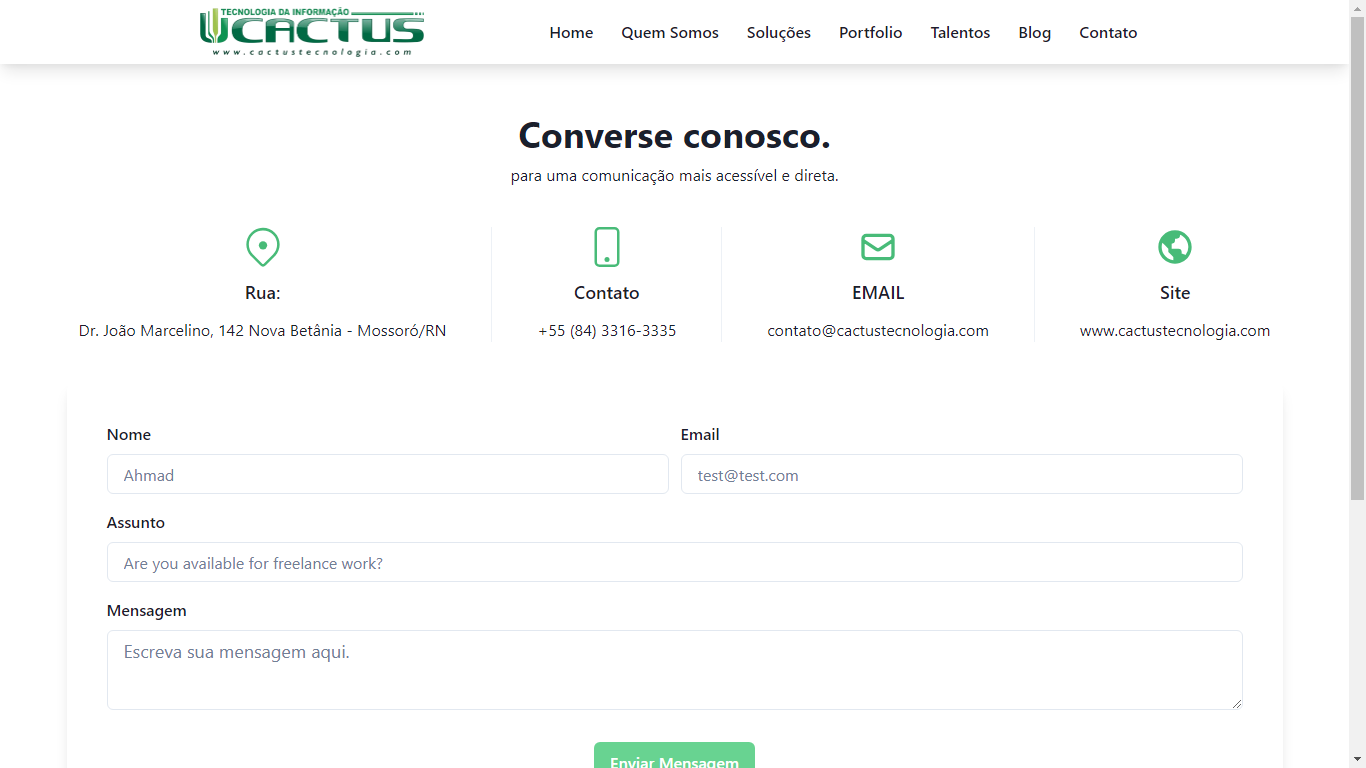 TECNOLOGIA DA INFORMAÇÃO
CACTUS
www.cactustecnologia.com
Home Quem Somos Soluções Portfolio Talentos Blog Contato
Converse conosco.
para uma comunicação mais acessível e direta.
Rua:
Dr. João Marcelino, 142 Nova Betânia - Mossoró/RN
Contato
+55 (84) 3316-3335
EMAIL
contato@cactustecnologia.com
Site
www.cactustecnologia.com
Nome
Ahmad
Email
test@test.com
Assunto
Are you available for freelance work?
Mensagem
Escreva sua mensagem aqui.
Enviar Mensagem